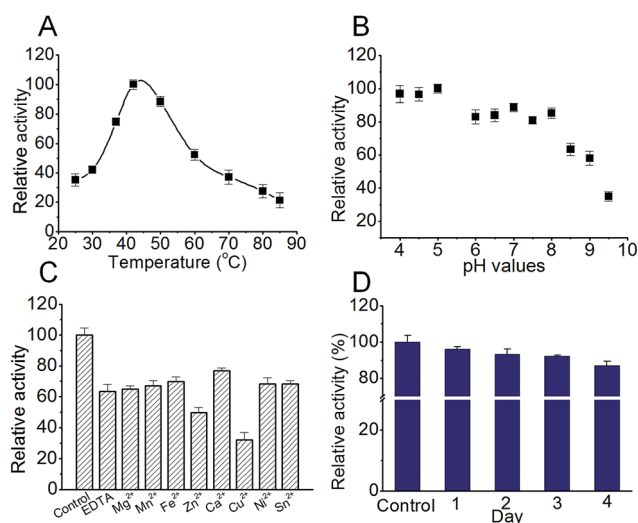 A
Relative activity
120
100
80
60
40
20
0
20 30 40 50 60 70 80 90
Temperature (°C)
B
Relative activity
120
100
80
60
40
20
4 5 6 7 8 9 10
pH values
C
Relative activity
120
100
80
60
40
20
0
Control EDTA Mg²⁺ Mn²⁺ Fe²⁺ Zn²⁺ Ca²⁺ Cu²⁺ Ni²⁺ Sn²⁺
D
Relative activity (%)
120
100
80
20
0
Control 1 2 3 4
Day